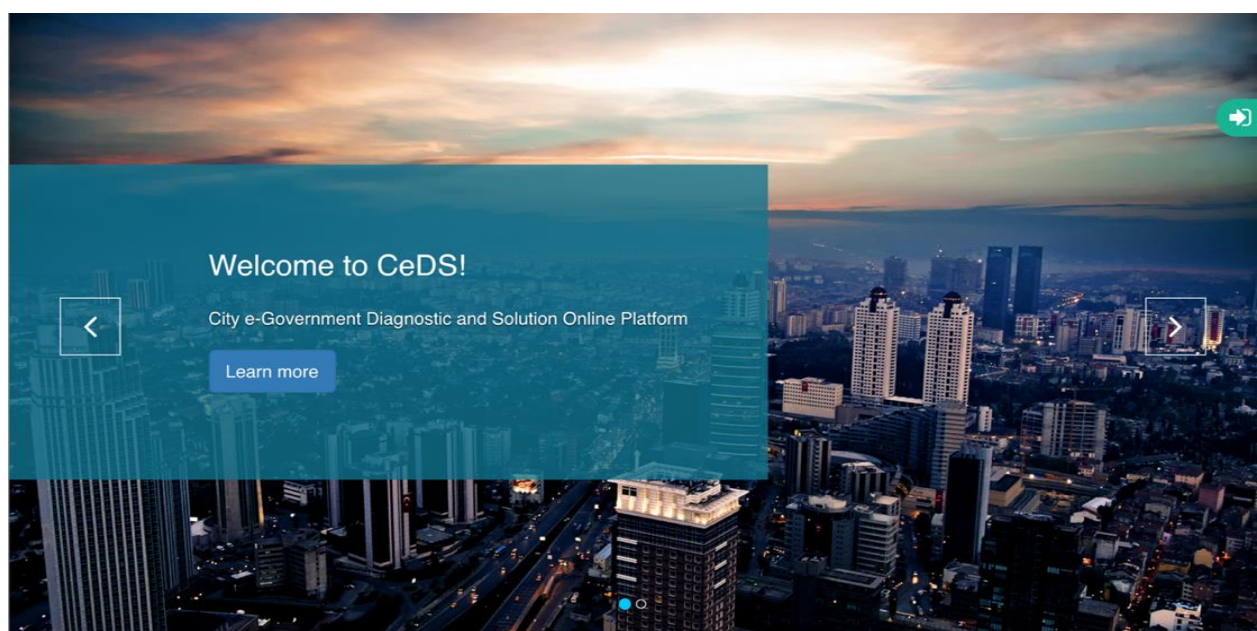 Welcome to CeDS!
City e-Government Diagnostic and Solution Online Platform
Learn more